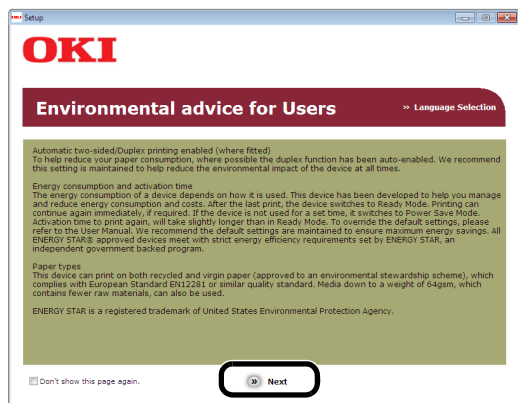 OKI Setup
OKI
Environmental advice for Users
» Language Selection
Automatic two-sided/Duplex printing enabled (where fitted)
To help reduce your paper consumption, where possible the duplex function has been auto-enabled. We recommend
this setting is maintained to help reduce the environmental impact of the device at all times.
Energy consumption and activation time
The energy consumption of a device depends on how it is used. This device has been developed to help you manage
and reduce energy consumption and costs. After the last print, the device switches to Ready Mode. Printing can
continue again immediately, if required. If the device is not used for a set time, it switches to Power Save Mode.
Activation time to print again, will take slightly longer than in Ready Mode. To override the default settings, please
refer to the User Manual. We recommend the default settings are maintained to ensure maximum energy savings. All
ENERGY STAR® approved devices meet with strict energy efficiency requirements set by ENERGY STAR, an
independent government backed program.
Paper types
This device can print on both recycled and virgin paper (approved to an environmental stewardship scheme), which
complies with European Standard EN12281 or similar quality standard. Media down to a weight of 64gsm, which
contains fewer raw materials, can also be used.
ENERGY STAR is a registered trademark of United States Environmental Protection Agency.
Don't show this page again.
» Next